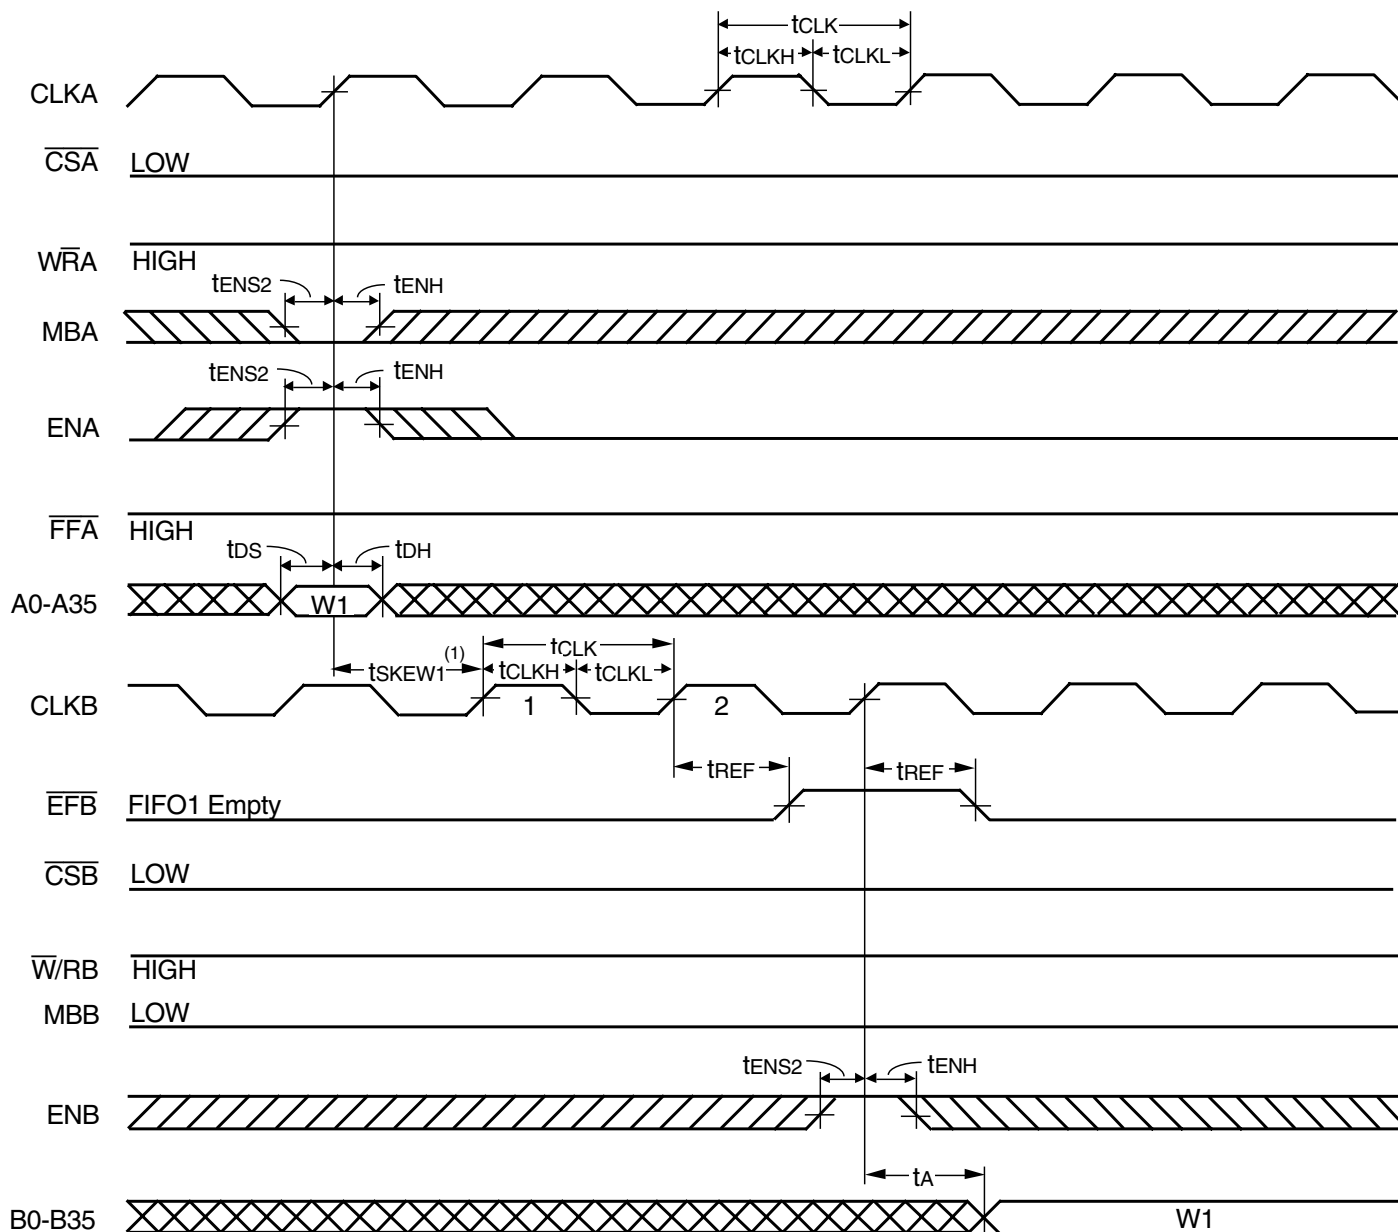 tCLK
tCLKH tCLKL
CLKA
CSA LOW
WRA HIGH
tENS2 tENH
MBA
tENS2 tENH
ENA
FFA HIGH
tDS tDH
A0-A35 W1
tSKEW1(1) tCLK
tCLKH tCLKL
CLKB 1 2
tREF tREF
EFB FIFO1 Empty
CSB LOW
W/RB HIGH
MBB LOW
tENS2 tENH
ENB
tA
B0-B35 W1